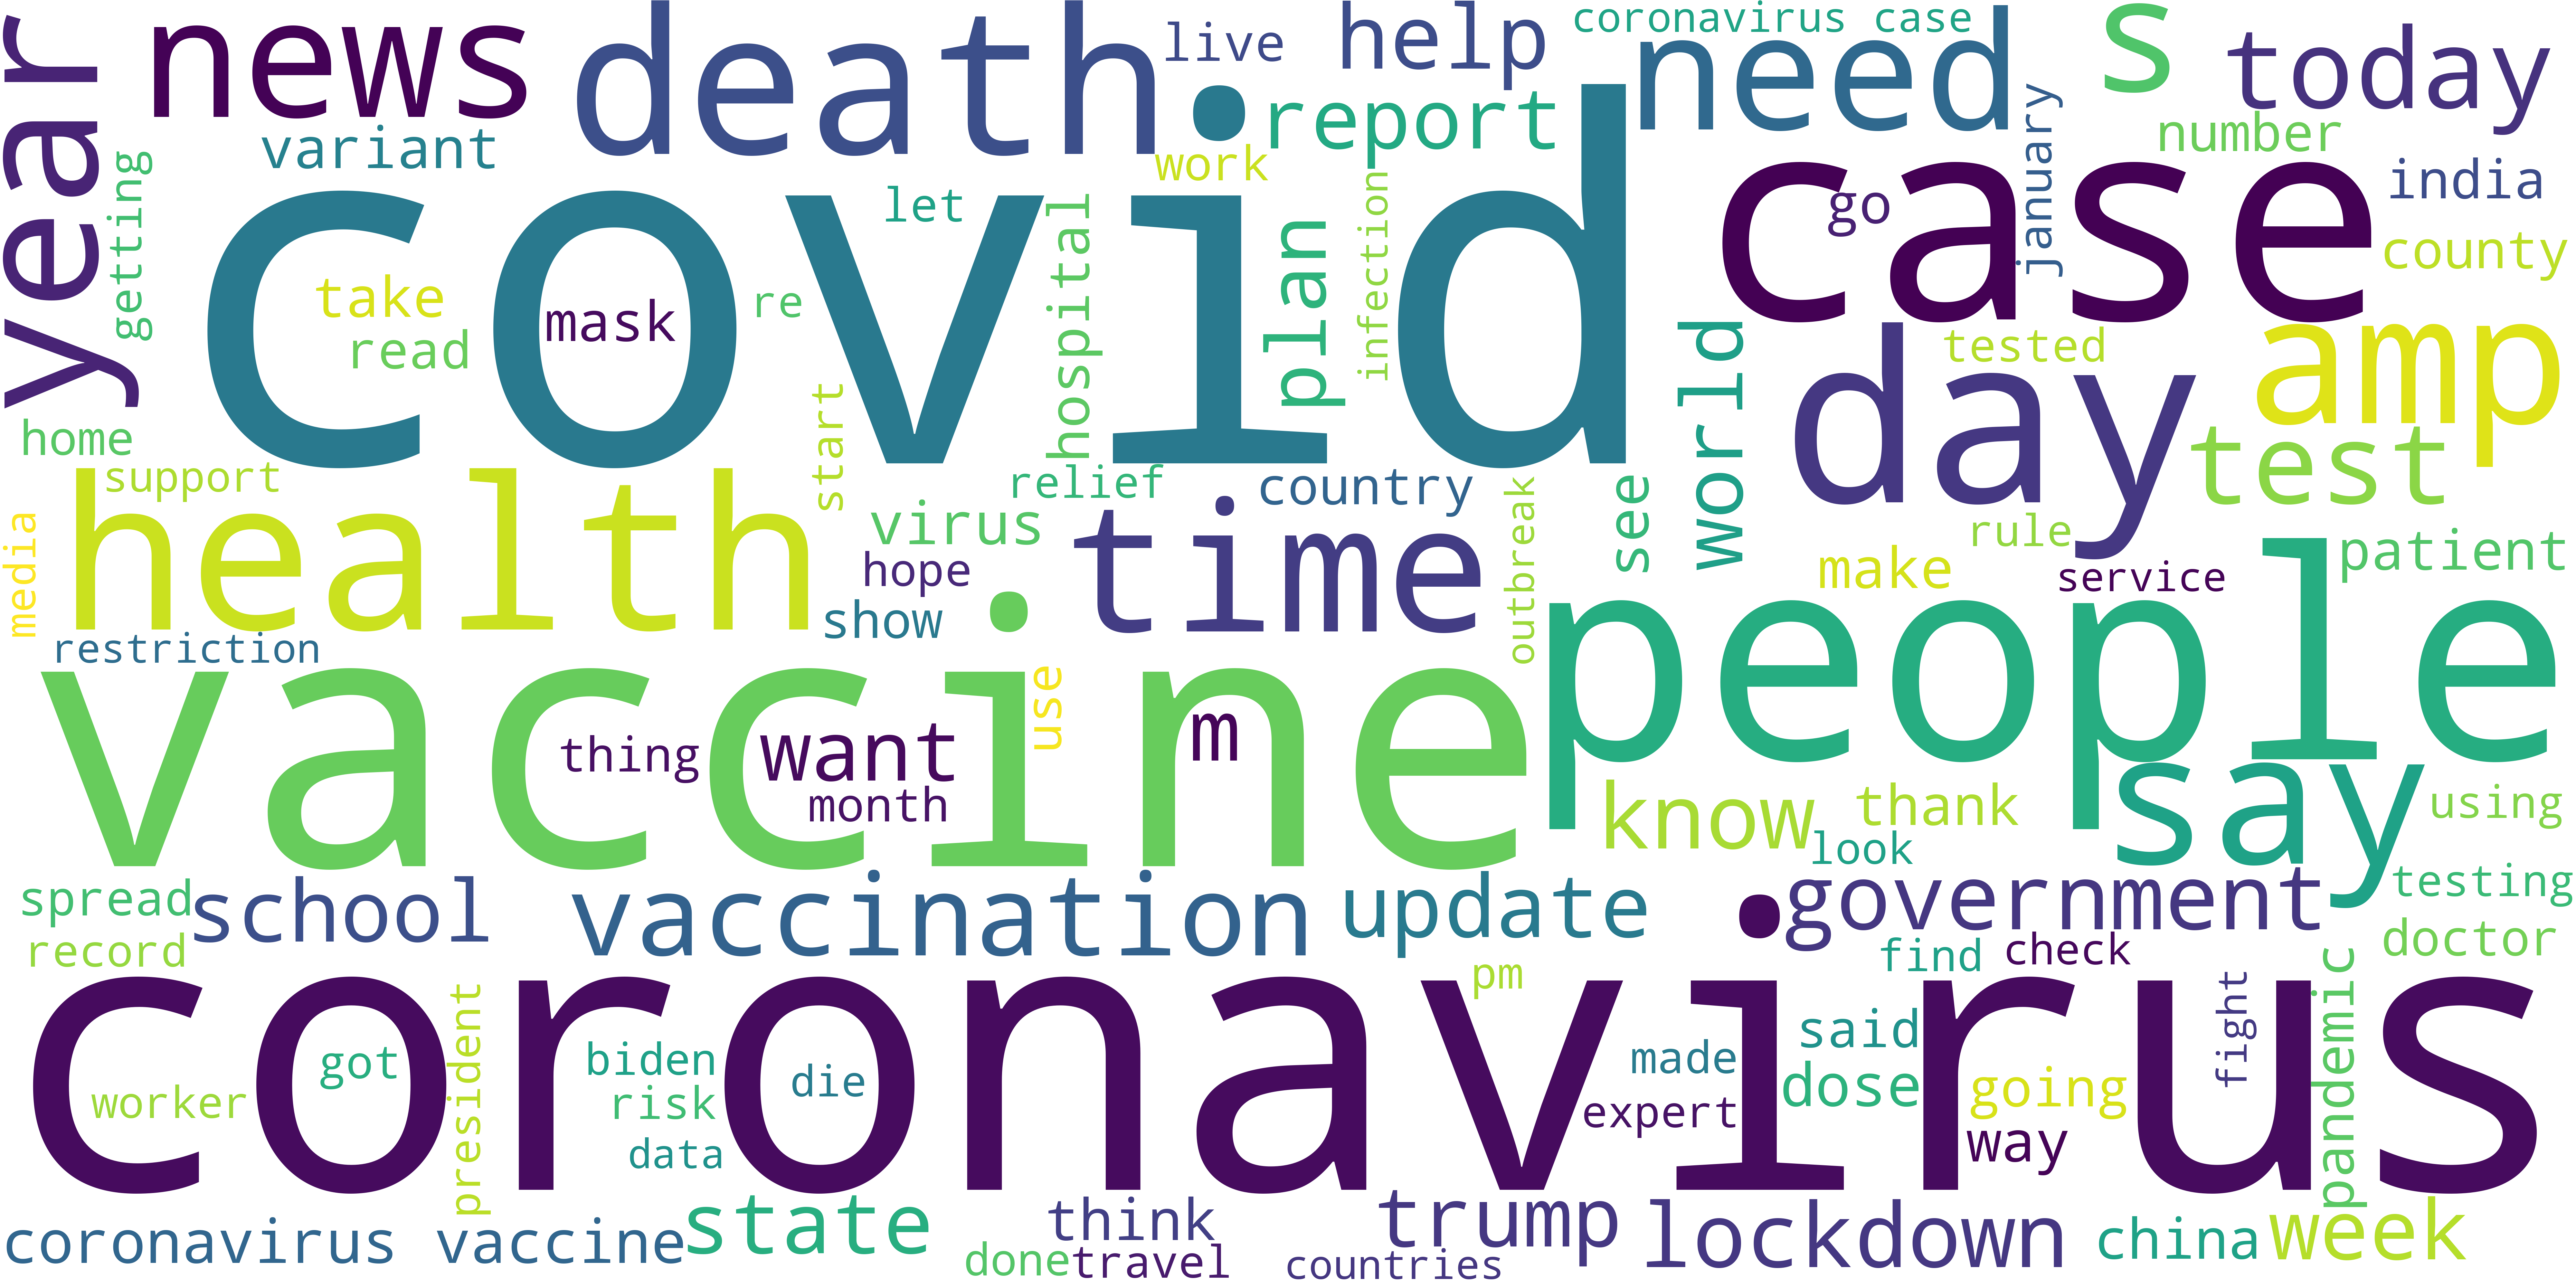 year
news
death
live
help
coronavirus case
need
s
today
getting
variant
work
report
january
number
india
covid
case
let
hospital
plan
infection
go
county
take
mask
re
read
start
world
day
tested
amp
home
support
relief
country
see
test
health
virus
hope
show
time
outbreak
make
rule
service
patient
media
restriction
people
vaccine
use
m
want
thing
month
say
know
thank
look
using
spread
school
vaccination
update
government
testing
record
pm
find
check
doctor
coronavirus
president
got
worker
biden
risk
data
die
made
expert
said
dose
going
way
fight
pandemic
coronavirus vaccine
state
think
done
travel
trump
countries
lockdown
china
week